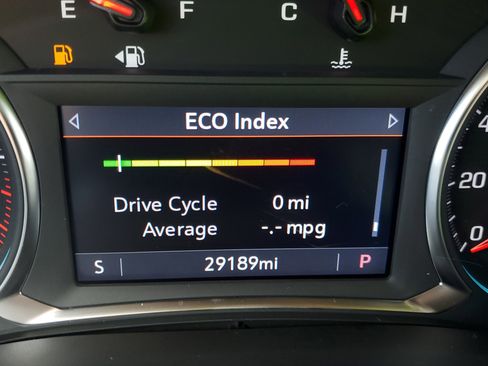 E F C H
ECO Index
Drive Cycle 0 mi
Average -.- mpg
S 29189mi P
20
0